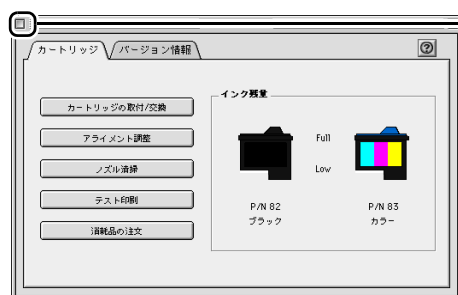 カートリッジ
バージョン情報
?
カートリッジの取付/交換
アライメント調整
ノズル清掃
テスト印刷
消耗品の注文
インク残量
Full
Low
P/N 82
ブラック
P/N 83
カラー